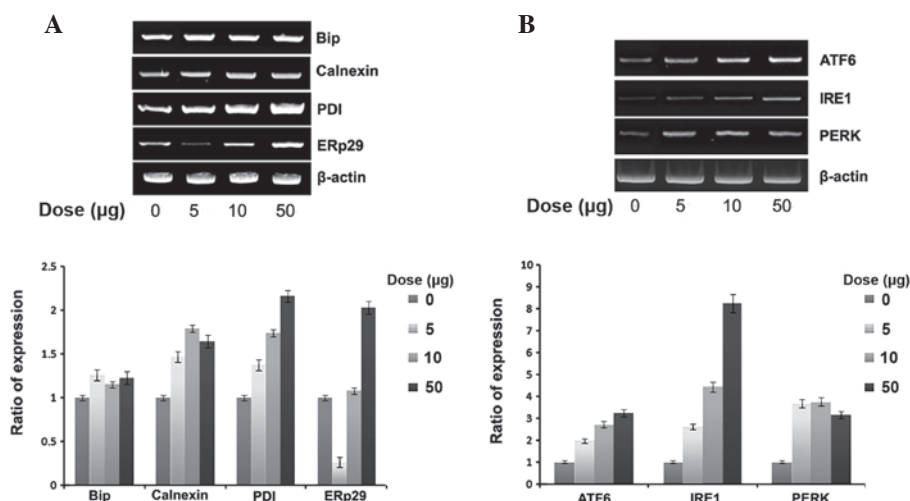 A
Bip
Calnexin
PDI
ERp29
β-actin
Dose (μg) 0 5 10 50
Ratio of expression
2.5
2
1.5
1
0.5
0
Bip Calnexin PDI ERp29
Dose (μg)
0
5
10
50
B
ATF6
IRE1
PERK
β-actin
Dose (μg) 0 5 10 50
Ratio of expression
10
9
8
7
6
5
4
3
2
1
0
ATF6 IRE1 PERK
Dose (μg)
0
5
10
50